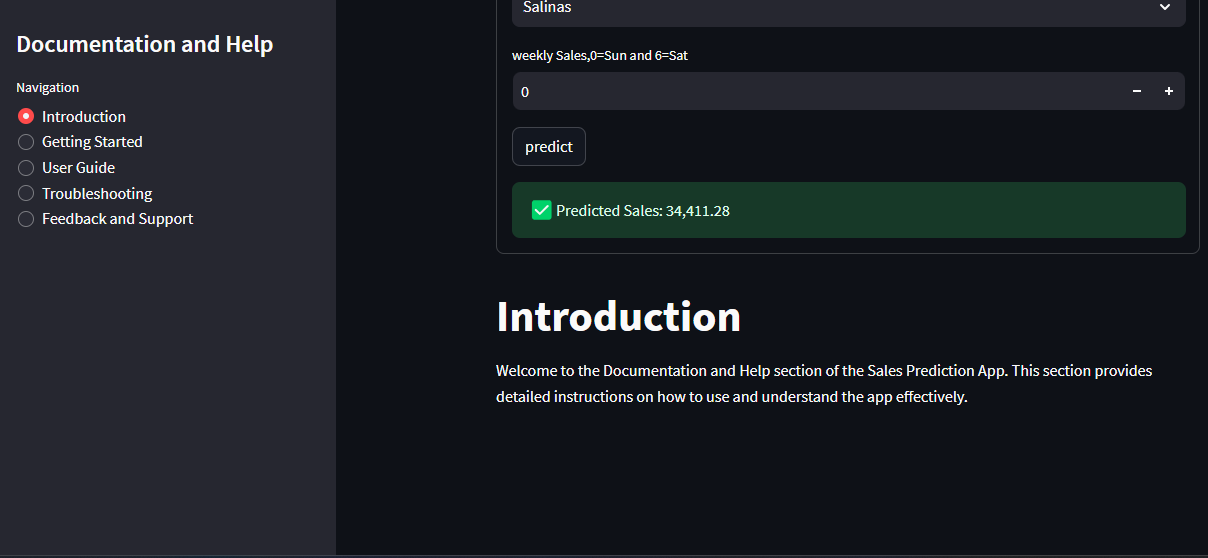 Documentation and Help
Navigation
Introduction
Getting Started
User Guide
Troubleshooting
Feedback and Support
Salinas
weekly Sales,0=Sun and 6=Sat
0
predict
Predicted Sales: 34,411.28
Introduction
Welcome to the Documentation and Help section of the Sales Prediction App. This section provides
detailed instructions on how to use and understand the app effectively.